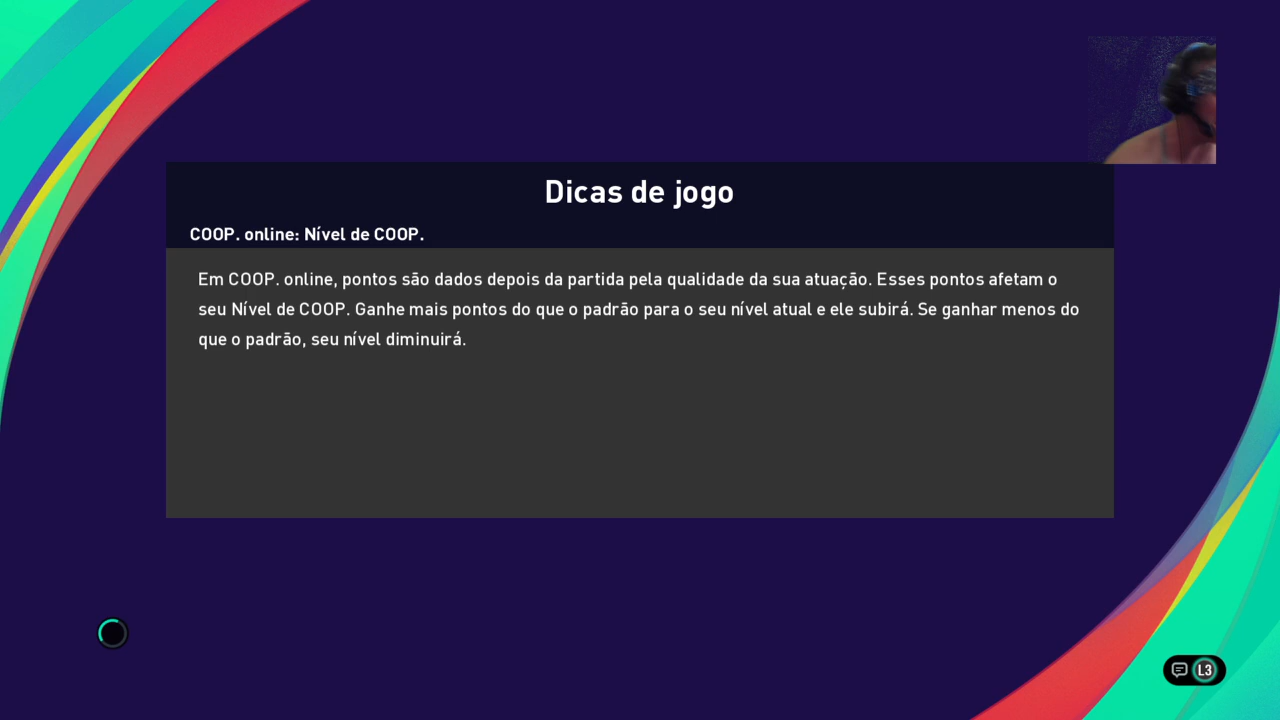 Dicas de jogo
COOP. online: Nível de COOP.
Em COOP. online, pontos são dados depois da partida pela qualidade da sua atuação. Esses pontos afetam o
seu Nível de COOP. Ganhe mais pontos do que o padrão para o seu nível atual e ele subirá. Se ganhar menos do
que o padrão, seu nível diminuirá.
L3